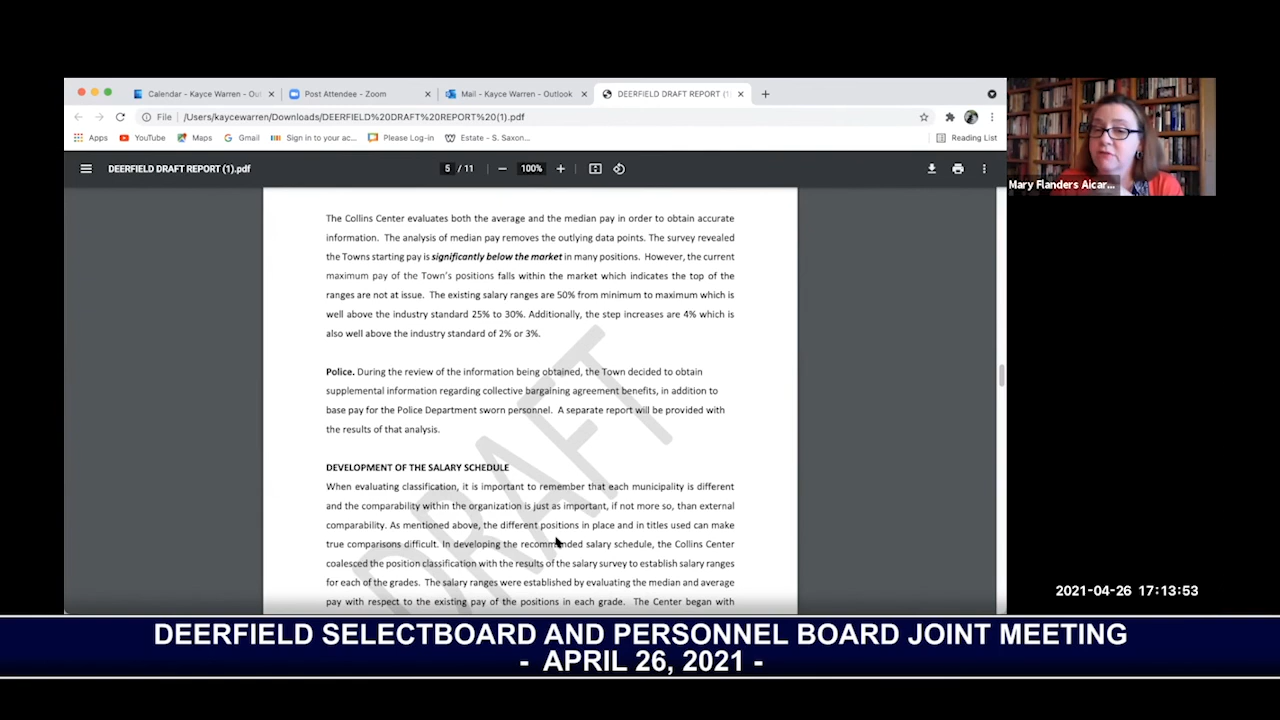 Calendar - Kayce Warren - Ou
Post Attendee - Zoom
Mail - Kayce Warren - Outlook
DEERFIELD DRAFT REPORT (1
File
/Users/kaycewarren/Downloads/DEERFIELD%20DRAFT%20REPORT%20(1).pdf
Apps
YouTube
Maps
Gmail
Sign in to your ac...
Please Log-in
Estate - S. Saxon...
Reading List
DEERFIELD DRAFT REPORT (1).pdf
5 / 11
100%
Mary Flanders Aicar...
The Collins Center evaluates both the average and the median pay in order to obtain accurate
information. The analysis of median pay removes the outlying data points. The survey revealed
the Towns starting pay is significantly below the market in many positions. However, the current
maximum pay of the Town's positions falls within the market which indicates the top of the
ranges are not at issue. The existing salary ranges are 50% from minimum to maximum which is
well above the industry standard 25% to 30%. Additionally, the step increases are 4% which is
also well above the industry standard of 2% or 3%.
Police. During the review of the information being obtained, the Town decided to obtain
supplemental information regarding collective bargaining agreement benefits, in addition to
base pay for the Police Department sworn personnel. A separate report will be provided with
the results of that analysis.
DEVELOPMENT OF THE SALARY SCHEDULE
When evaluating classification, it is important to remember that each municipality is different
and the comparability within the organization is just as important, if not more so, than external
comparability. As mentioned above, the different positions in place and in titles used can make
true comparisons difficult. In developing the recommended salary schedule, the Collins Center
coalesced the position classification with the results of the salary survey to establish salary ranges
for each of the grades. The salary ranges were established by evaluating the median and average
pay with respect to the existing pay of the positions in each grade. The Center began with
DRAFT
2021-04-26 17:13:53
DEERFIELD SELECTBOARD AND PERSONNEL BOARD JOINT MEETING
- APRIL 26, 2021 -